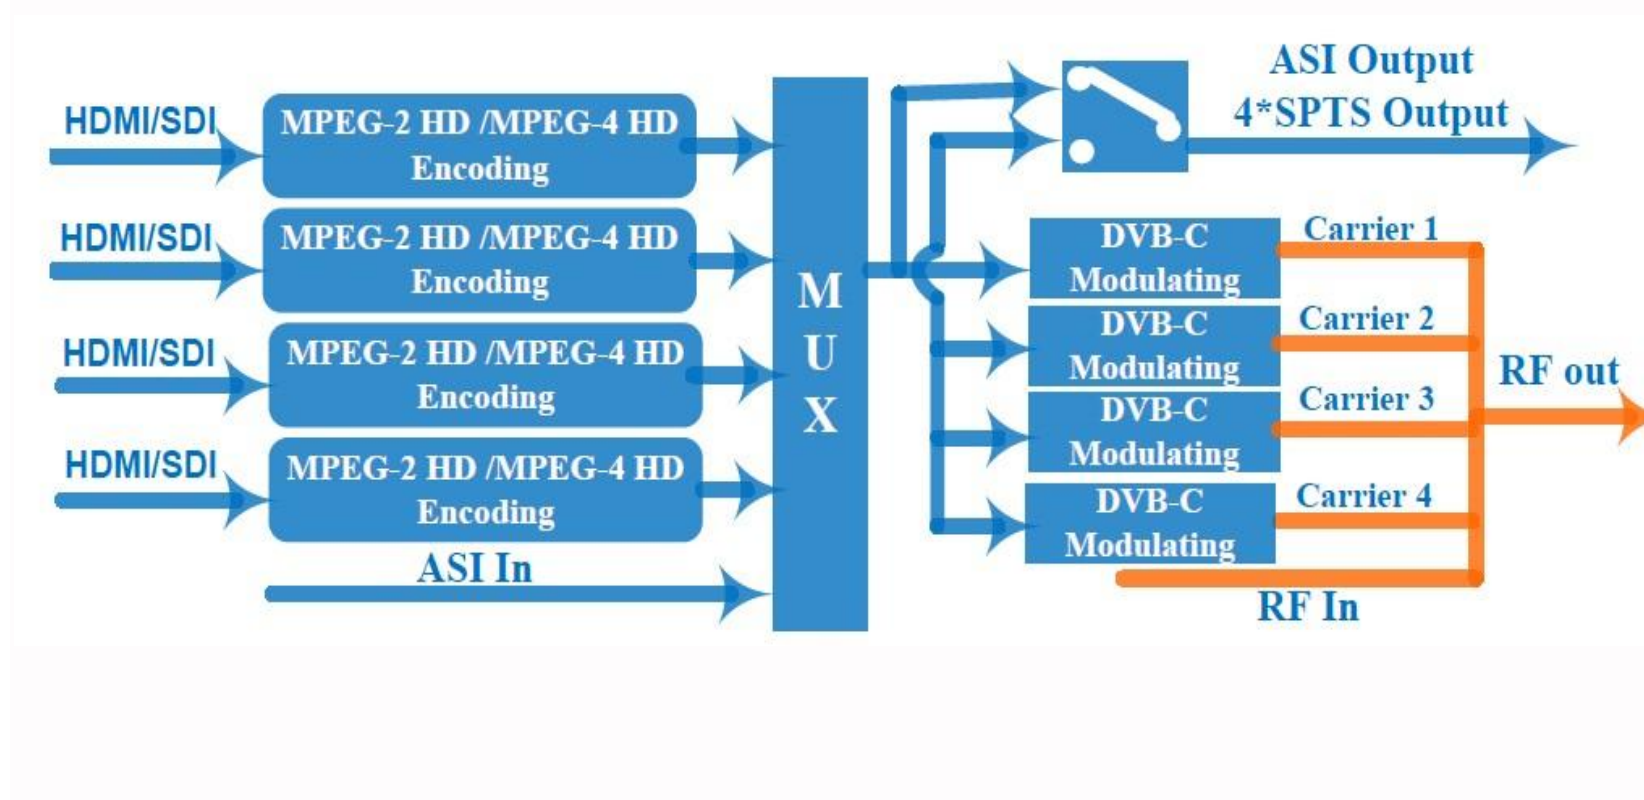 HDMI/SDI
MPEG-2 HD /MPEG-4 HD
Encoding
HDMI/SDI
MPEG-2 HD /MPEG-4 HD
Encoding
HDMI/SDI
MPEG-2 HD /MPEG-4 HD
Encoding
HDMI/SDI
MPEG-2 HD /MPEG-4 HD
Encoding
ASI In
M
U
X
ASI Output
4*SPTS Output
DVB-C
Modulating
Carrier 1
DVB-C
Modulating
Carrier 2
DVB-C
Modulating
Carrier 3
DVB-C
Modulating
Carrier 4
RF out
RF In